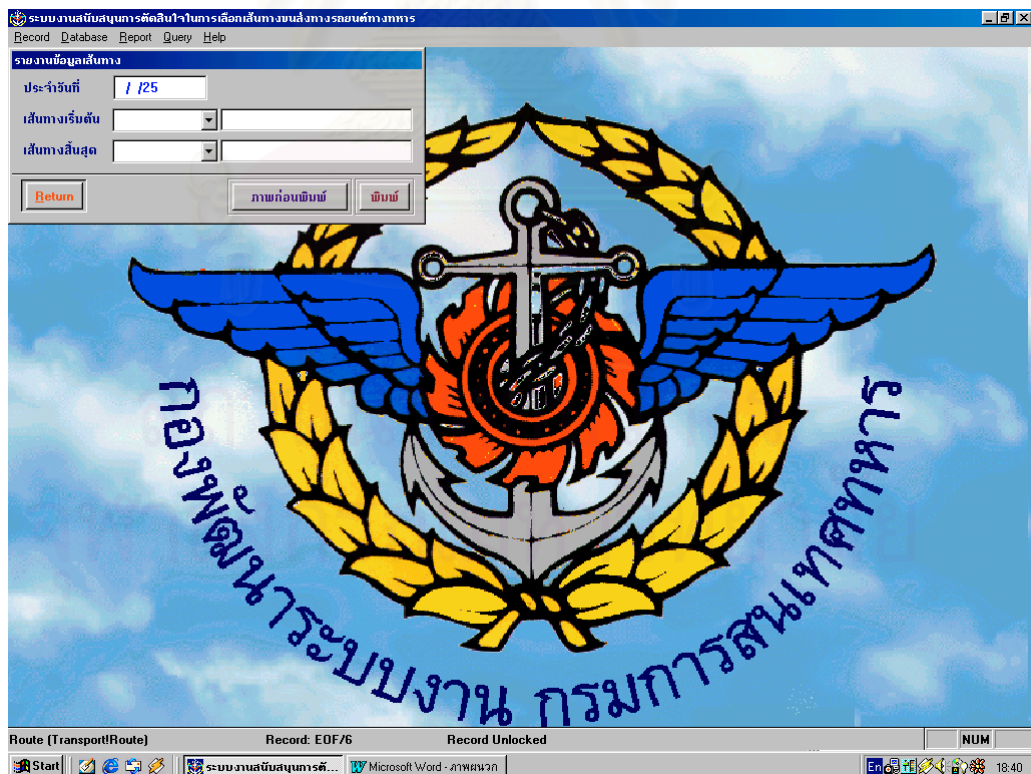 ระบบงานสนับสนุนการตัดสินใจในการเลือกเส้นทางขนส่งทางรถยนต์ทางทหาร
Record Database Report Query Help
รายงานข้อมูลเส้นทาง
ประจำวันที่ / /25
เส้นทางเริ่มต้น
เส้นทางสิ้นสุด
Return ภาพก่อนพิมพ์ พิมพ์
กองพัฒนาระบบงาน กรมการสนเทศทหาร
Route (Transport!Route) Record: EOF/6 Record Unlocked NUM
Start ระบบงานสนับสนุนการตั... Microsoft Word - ภาพผนวก En 18:40